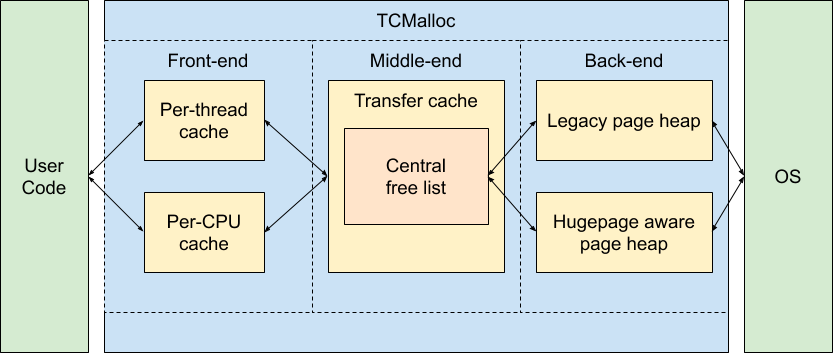 TCMalloc
Front-end
Middle-end
Back-end
User
Code
Per-thread
cache
Per-CPU
cache
Transfer cache
Central
free list
Legacy page heap
Hugepage aware
page heap
OS